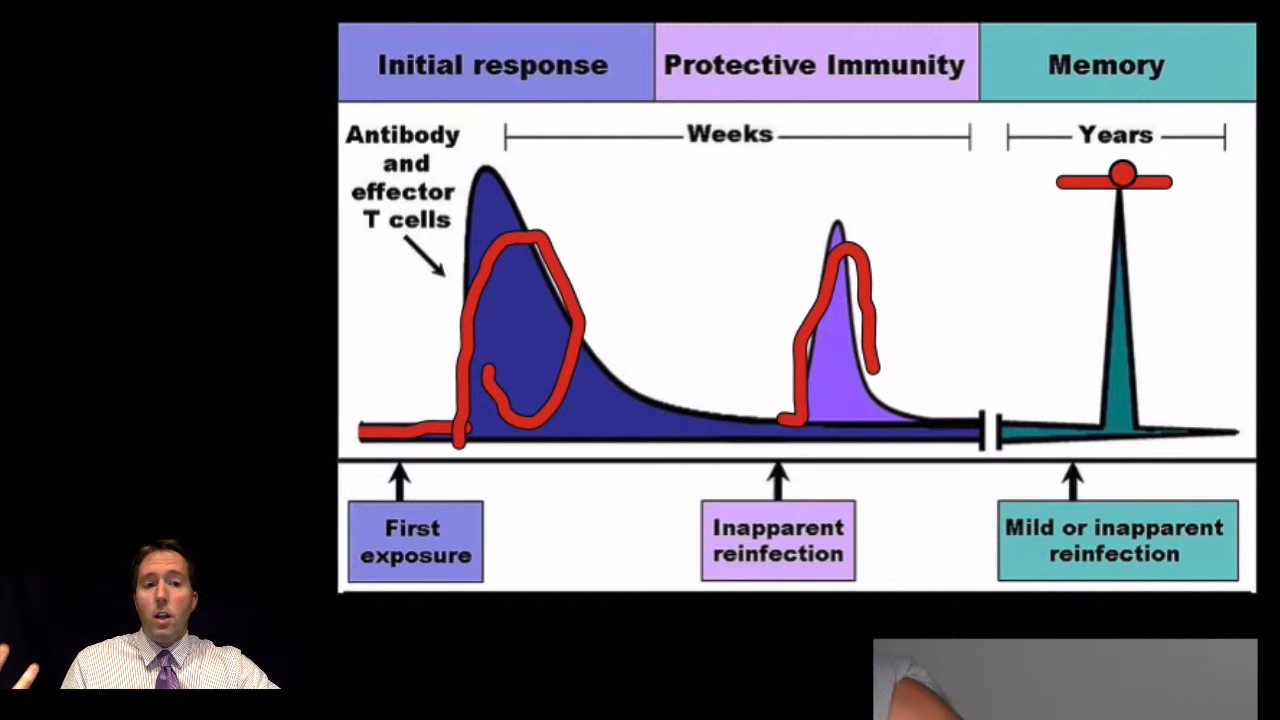 Initial response
Protective Immunity
Memory
Antibody
and
effector
T cells
Weeks
Years
First
exposure
Inapparent
reinfection
Mild or inapparent
reinfection